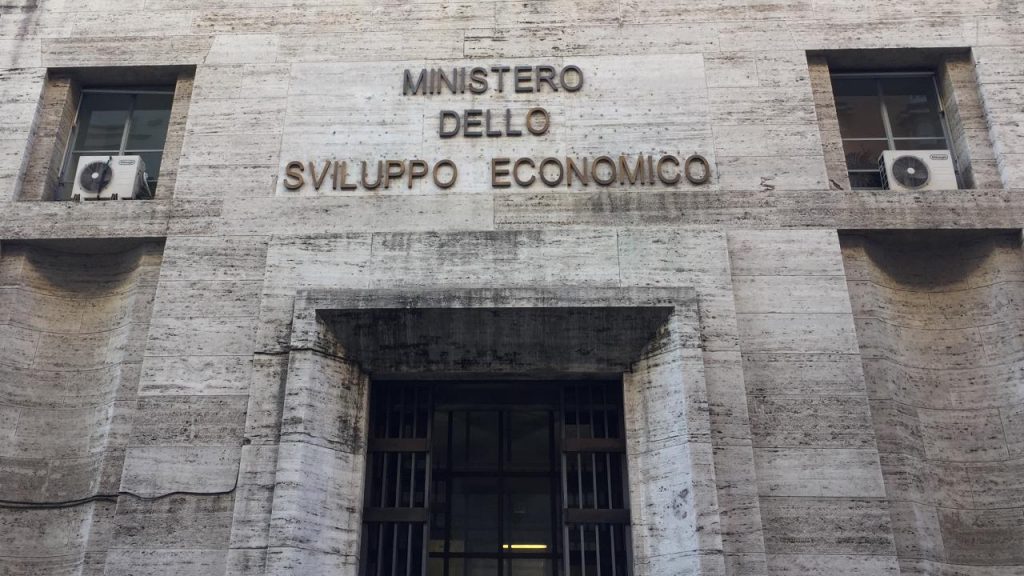 MINISTERO
DELLO
SVILUPPO ECONOMICO